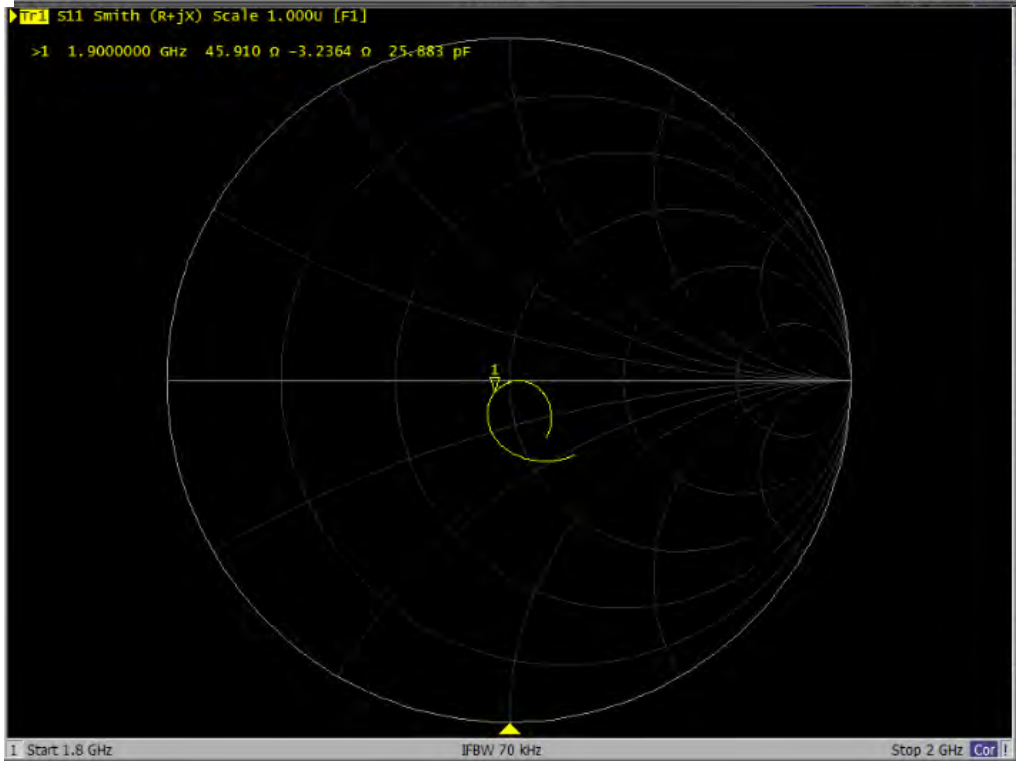 Tr1 S11 Smith (R+jX) Scale 1.000U [F1]
>1 1.9000000 GHz 45.910 Ω -3.2364 Ω 25.883 pF
1
1 Start 1.8 GHz IFBW 70 kHz Stop 2 GHz Cor !